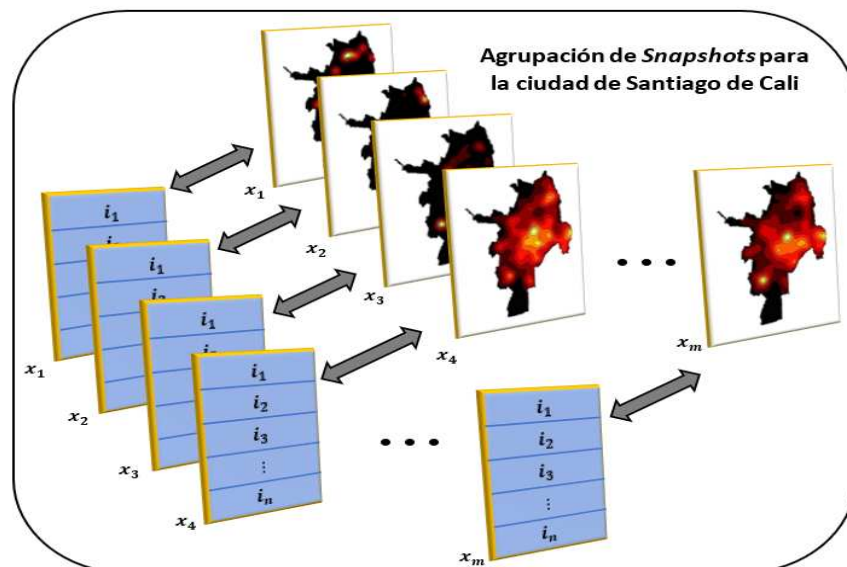 Agrupación de Snapshots para
la ciudad de Santiago de Cali
x₁
x₂
x₃
x₄
xₘ
i₁
x₁
i₁
x₂
i₁
x₃
i₁
i₂
i₃
⋮
iₙ
x₄
i₁
i₂
i₃
⋮
iₙ
xₘ